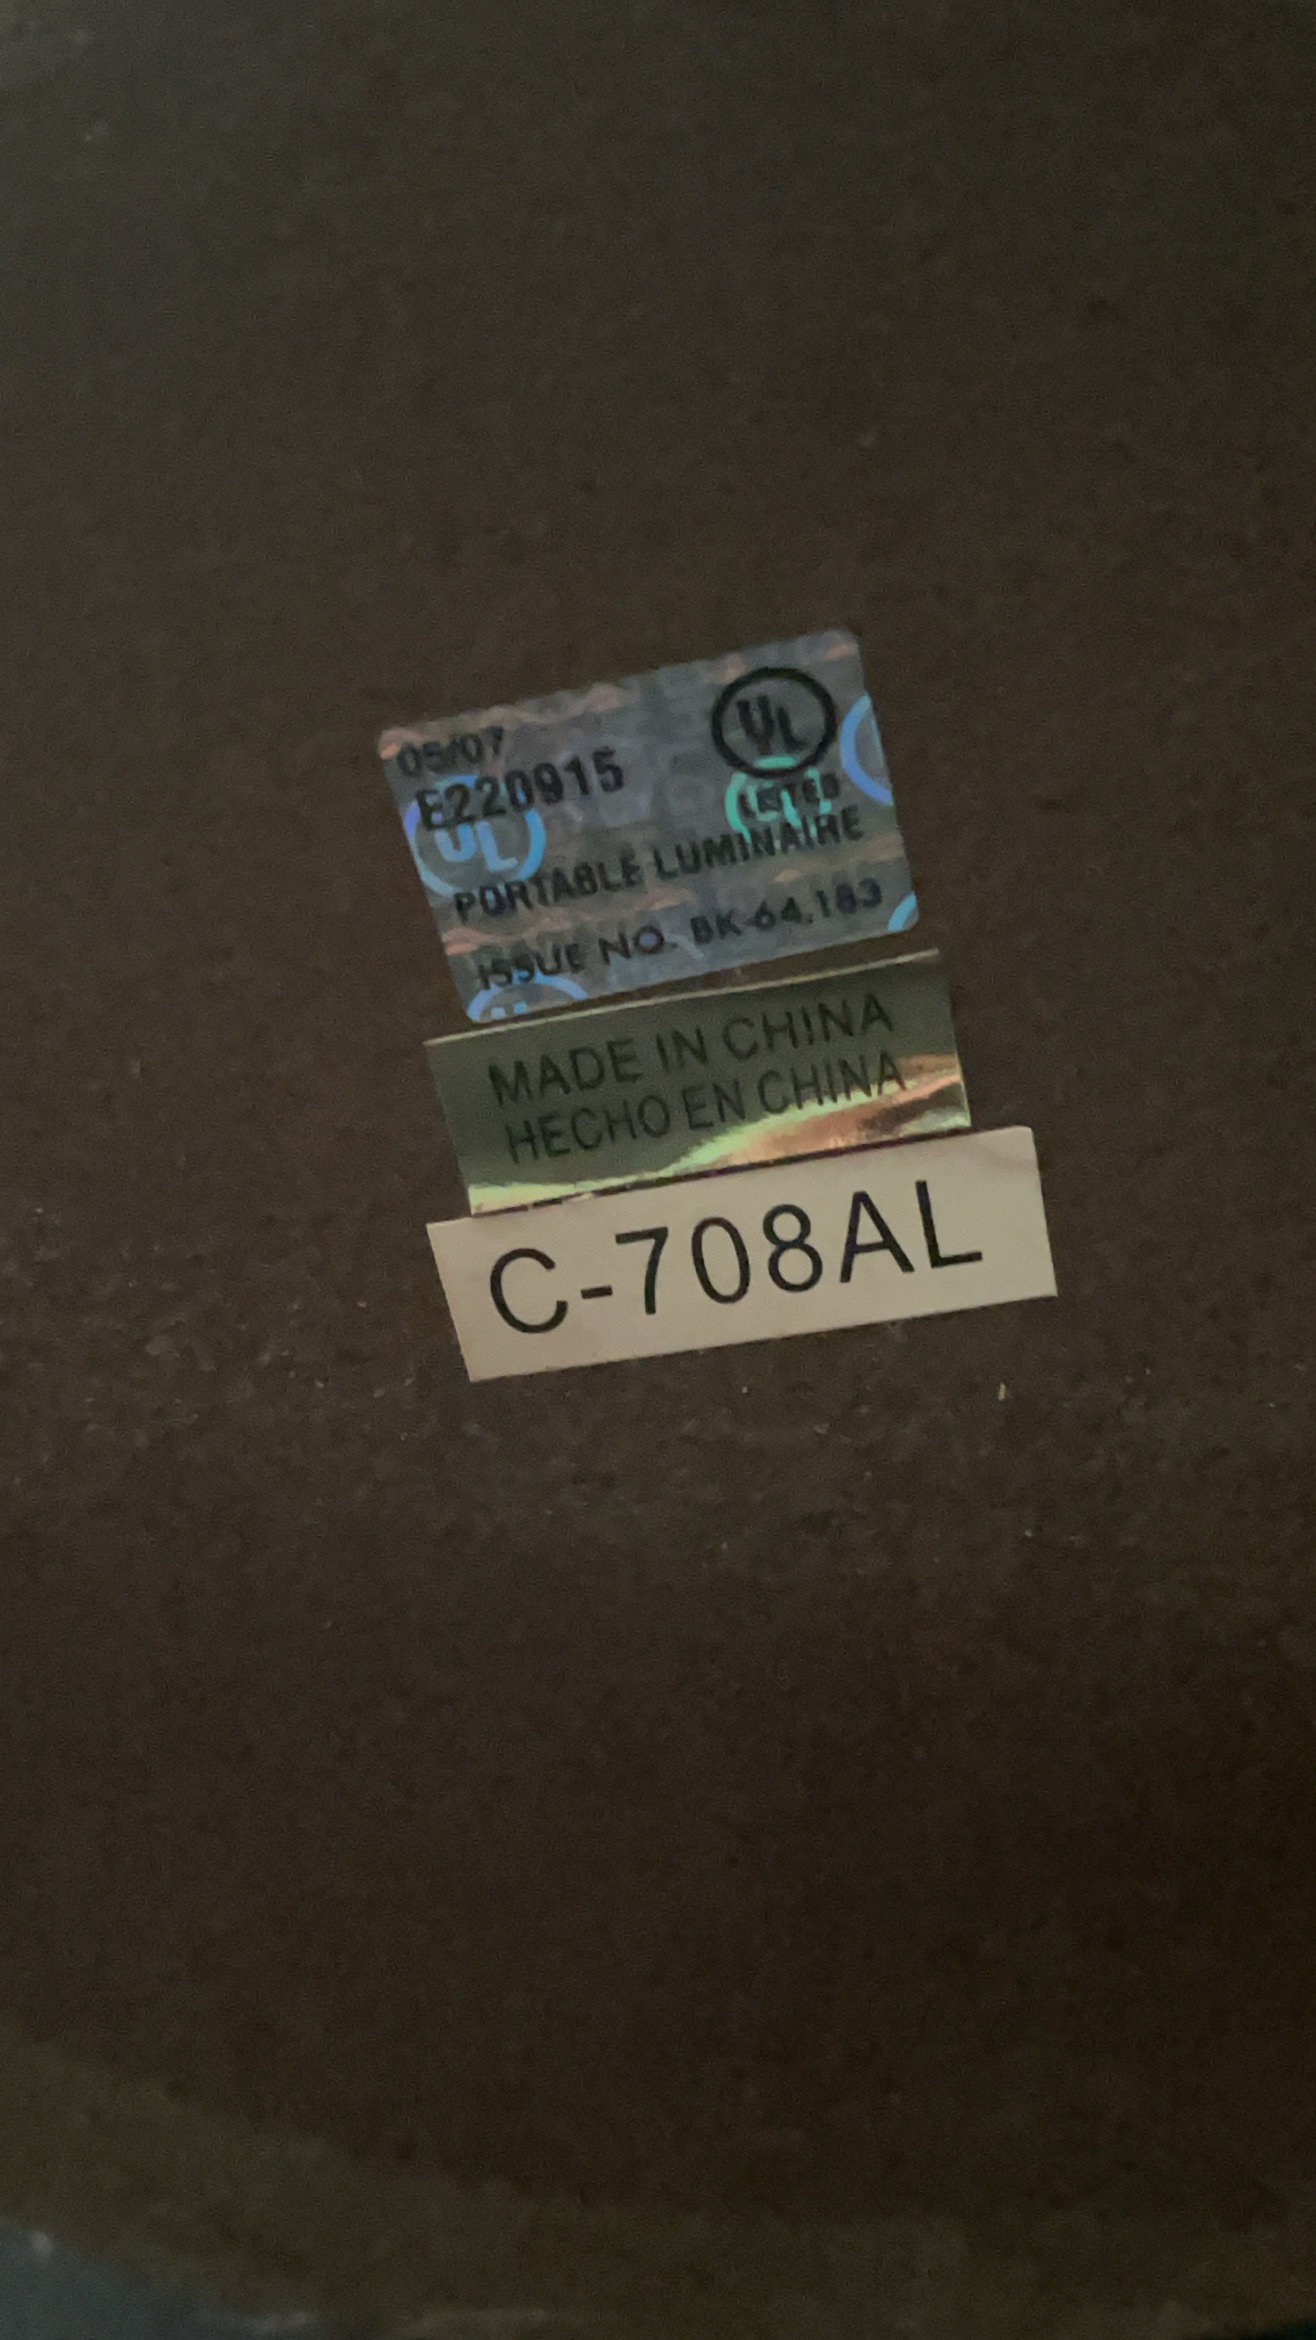 05/07
E220915
UL
LISTED
PORTABLE LUMINAIRE
ISSUE NO. BK-64,183
MADE IN CHINA
HECHO EN CHINA
C-708AL